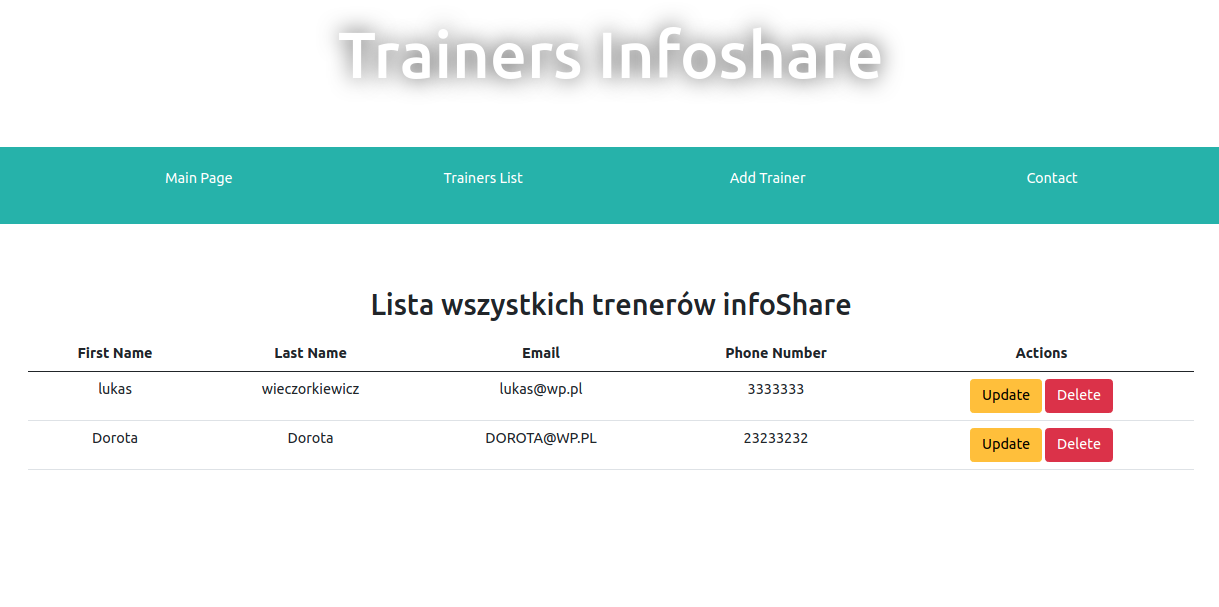 Trainers Infoshare
Main Page Trainers List Add Trainer Contact
Lista wszystkich trenerów infoShare
First Name Last Name Email Phone Number Actions
lukas wieczorkiewicz lukas@wp.pl 3333333 Update Delete
Dorota Dorota DOROTA@WP.PL 23233232 Update Delete